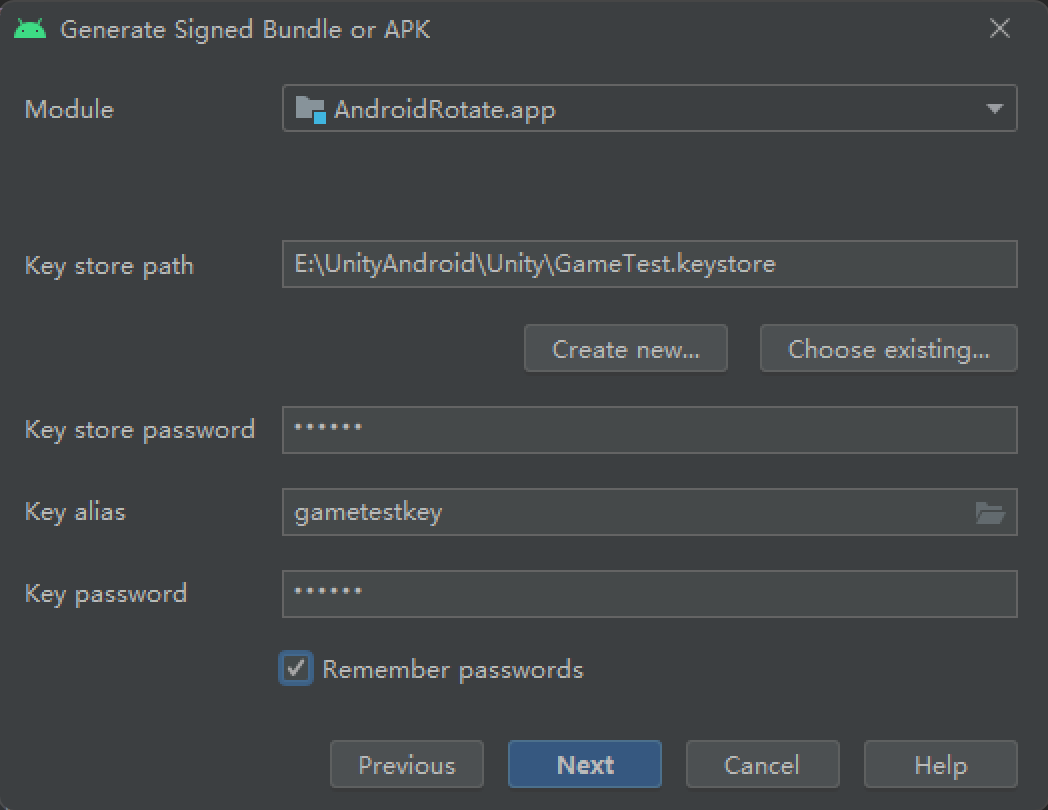 Generate Signed Bundle or APK
Module
AndroidRotate.app
Key store path
E:\UnityAndroid\Unity\GameTest.keystore
Create new...
Choose existing...
Key store password
••••••
Key alias
gametestkey
Key password
••••••
Remember passwords
Previous
Next
Cancel
Help